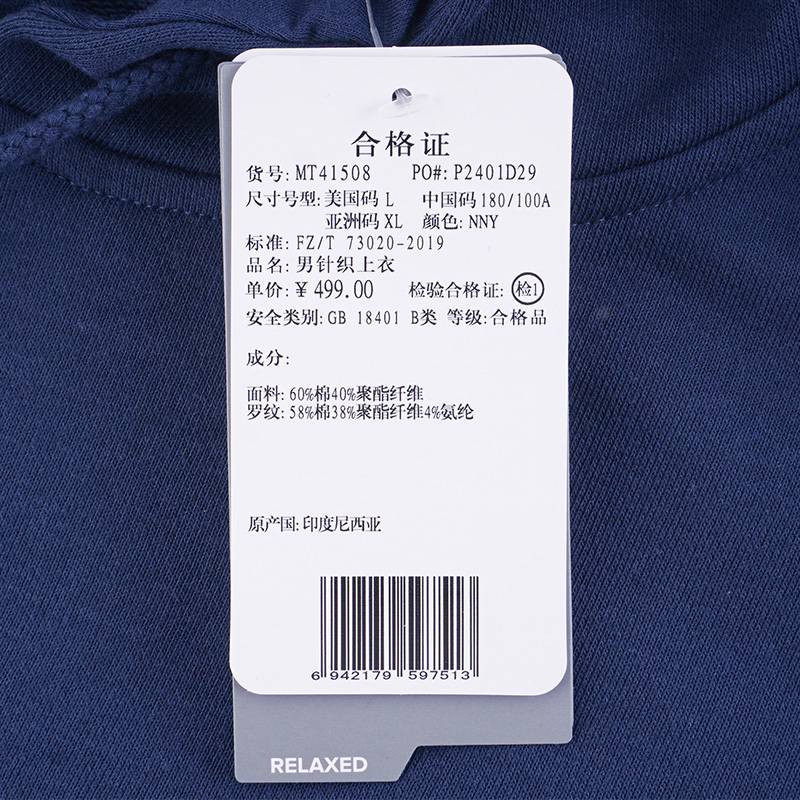 合格证
货号: MT41508 PO#: P2401D29
尺寸号型: 美国码 L 中国码 180/100A
亚洲码 XL 颜色: NNY
标准: FZ/T 73020-2019
品名: 男针织上衣
单价: ¥ 499.00 检验合格证: 检1
安全类别: GB 18401 B类 等级: 合格品
成分:
面料: 60%棉40%聚酯纤维
罗纹: 58%棉38%聚酯纤维4%氨纶
原产国: 印度尼西亚
6 942179 597513
RELAXED